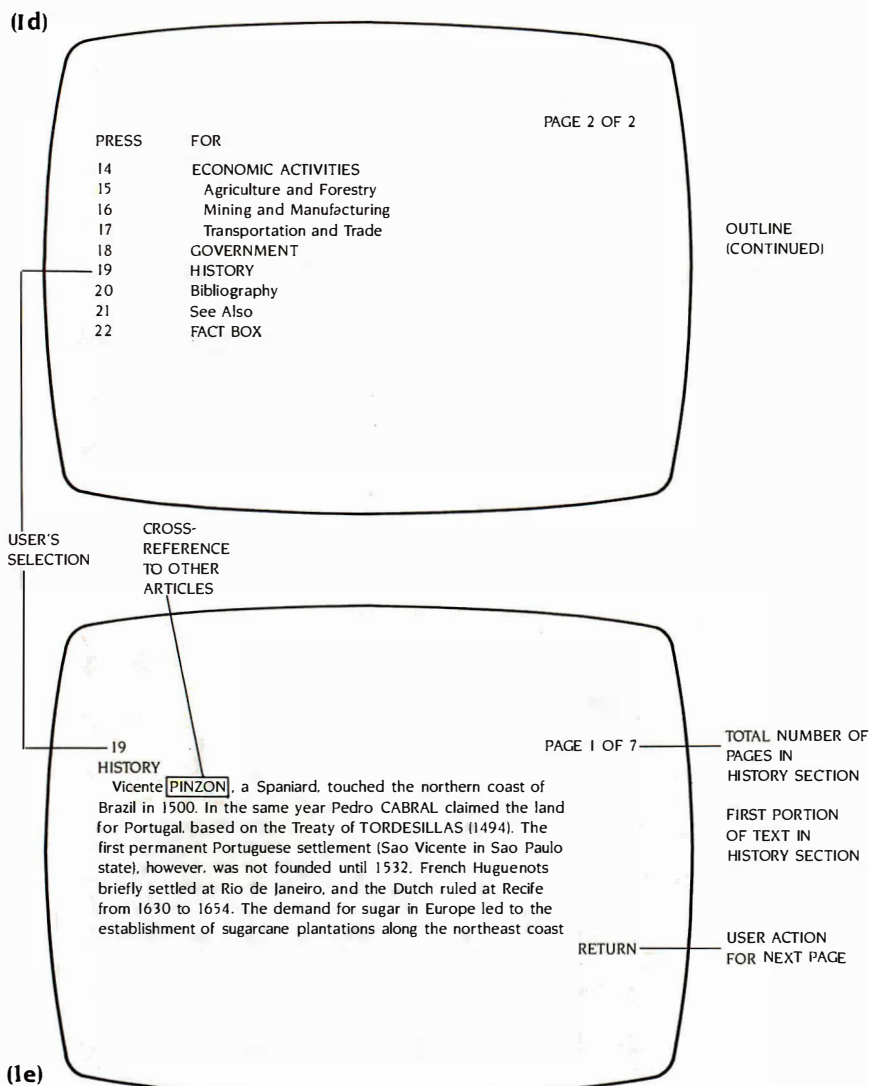 (1d)
PAGE 2 OF 2
PRESS FOR
14 ECONOMIC ACTIVITIES
15 Agriculture and Forestry
16 Mining and Manufacturing
17 Transportation and Trade
18 GOVERNMENT
19 HISTORY
20 Bibliography
21 See Also
22 FACT BOX
OUTLINE
(CONTINUED)
USER'S
SELECTION
CROSS-
REFERENCE
TO OTHER
ARTICLES
19
HISTORY
PAGE 1 OF 7
Vicente PINZON, a Spaniard, touched the northern coast of
Brazil in 1500. In the same year Pedro CABRAL claimed the land
for Portugal, based on the Treaty of TORDESILLAS (1494). The
first permanent Portuguese settlement (Sao Vicente in Sao Paulo
state), however, was not founded until 1532. French Huguenots
briefly settled at Rio de Janeiro, and the Dutch ruled at Recife
from 1630 to 1654. The demand for sugar in Europe led to the
establishment of sugarcane plantations along the northeast coast
RETURN
TOTAL NUMBER OF
PAGES IN
HISTORY SECTION
FIRST PORTION
OF TEXT IN
HISTORY SECTION
USER ACTION
FOR NEXT PAGE
(1e)